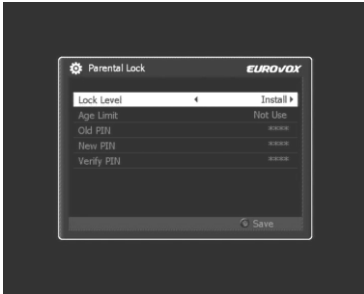 Parental Lock
EUROVOX
Lock Level Install
Age Limit Not Use
Old PIN ****
New PIN ****
Verify PIN ****
Save